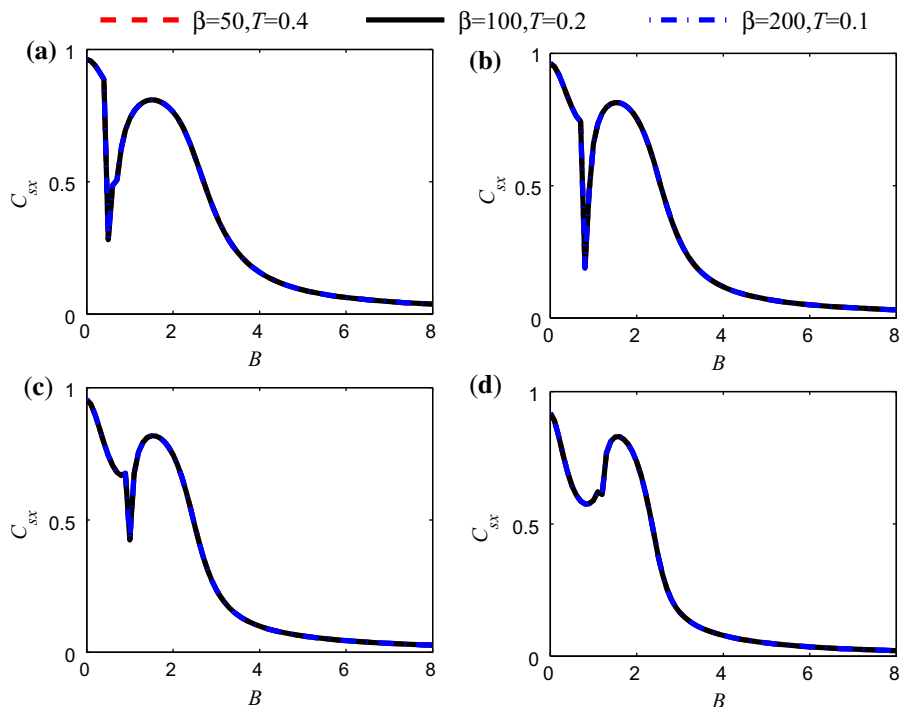 β=50,T=0.4 β=100,T=0.2 β=200,T=0.1
(a) (b)
1 1
C_sx 0.5 C_sx 0.5
0 0
0 2 4 6 8 0 2 4 6 8
B B
(c) (d)
1 1
C_sx 0.5 C_sx 0.5
0 0
0 2 4 6 8 0 2 4 6 8
B B